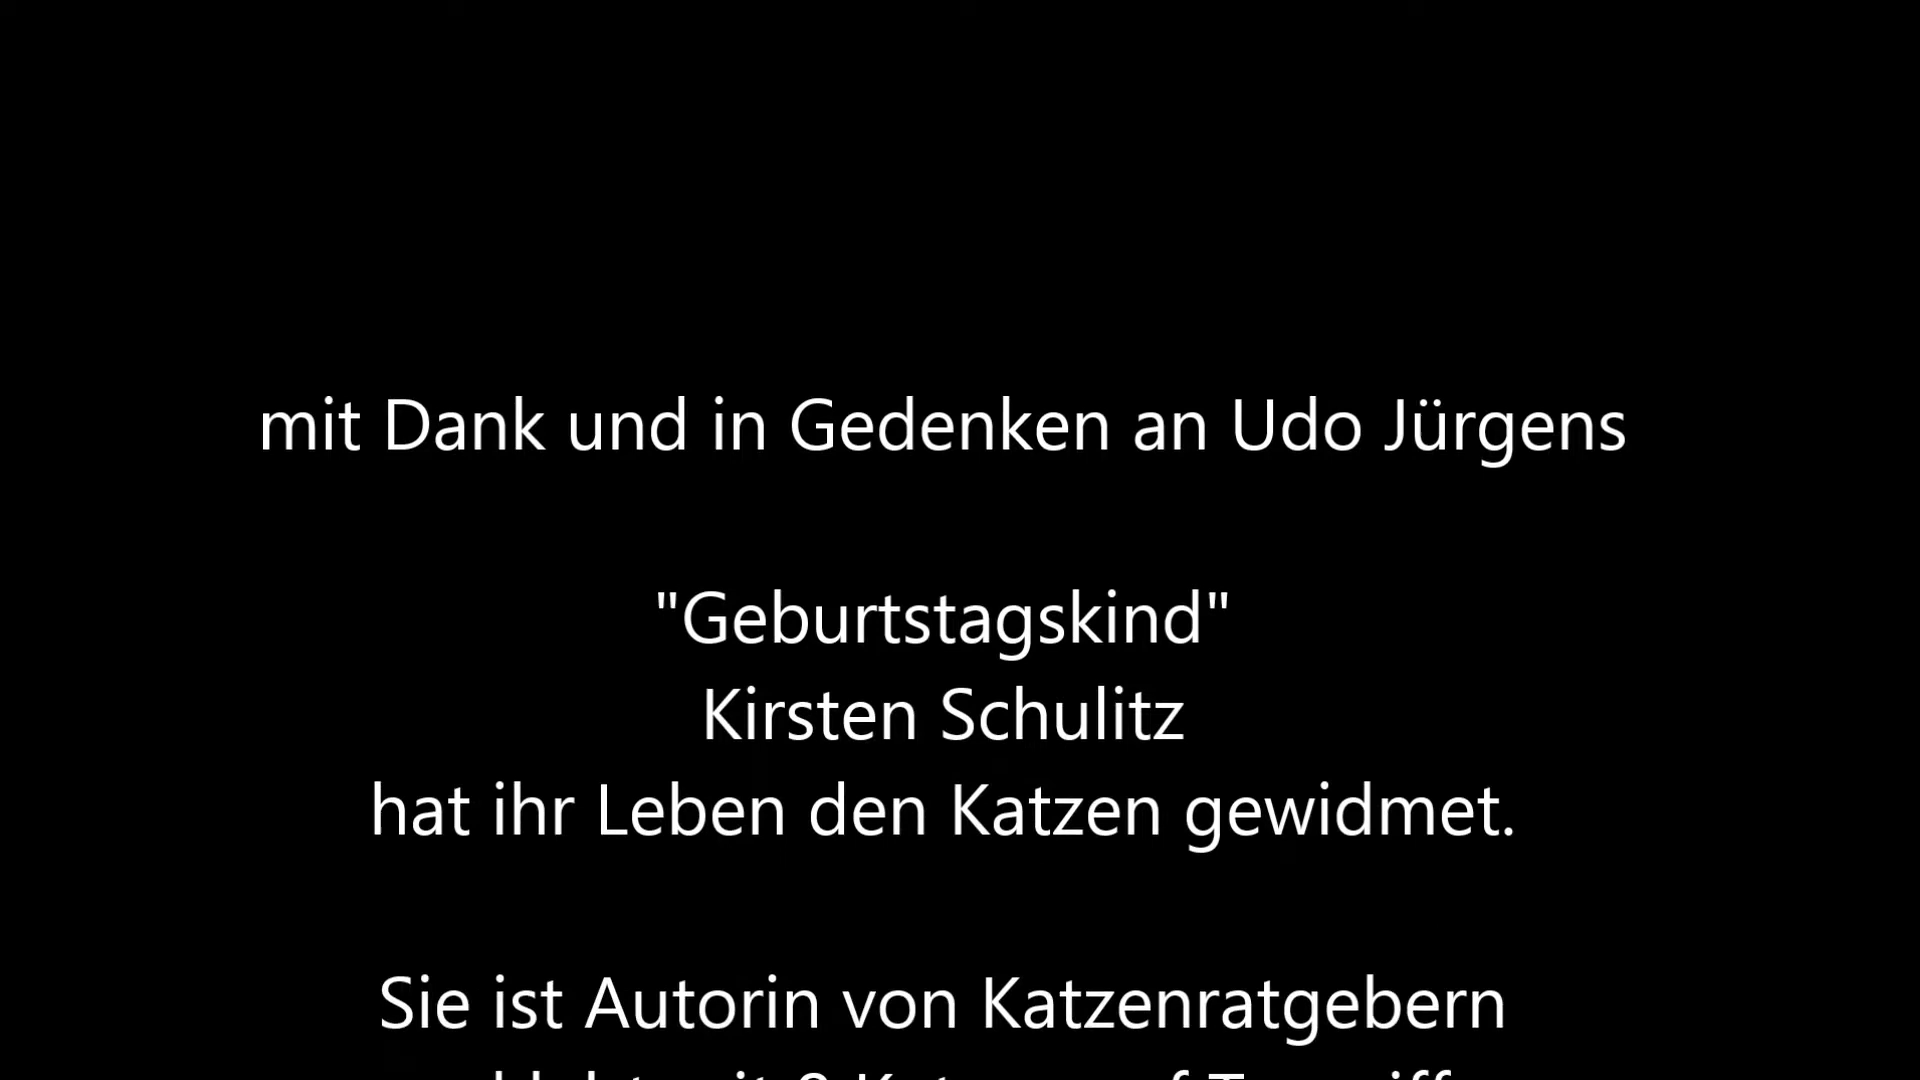 mit Dank und in Gedenken an Udo Jürgens
"Geburtstagskind"
Kirsten Schulitz
hat ihr Leben den Katzen gewidmet.
Sie ist Autorin von Katzenratgebern